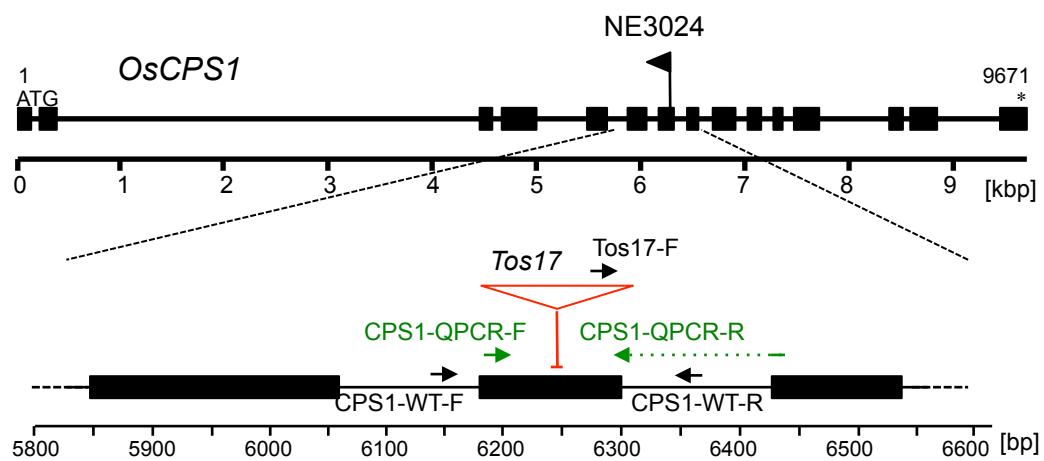 NE3024
1
OsCPS1
9671
ATG
*
0 1 2 3 4 5 6 7 8 9 [kbp]
Tos17
Tos17-F
CPS1-QPCR-F
CPS1-QPCR-R
CPS1-WT-F
CPS1-WT-R
5800 5900 6000 6100 6200 6300 6400 6500 6600 [bp]